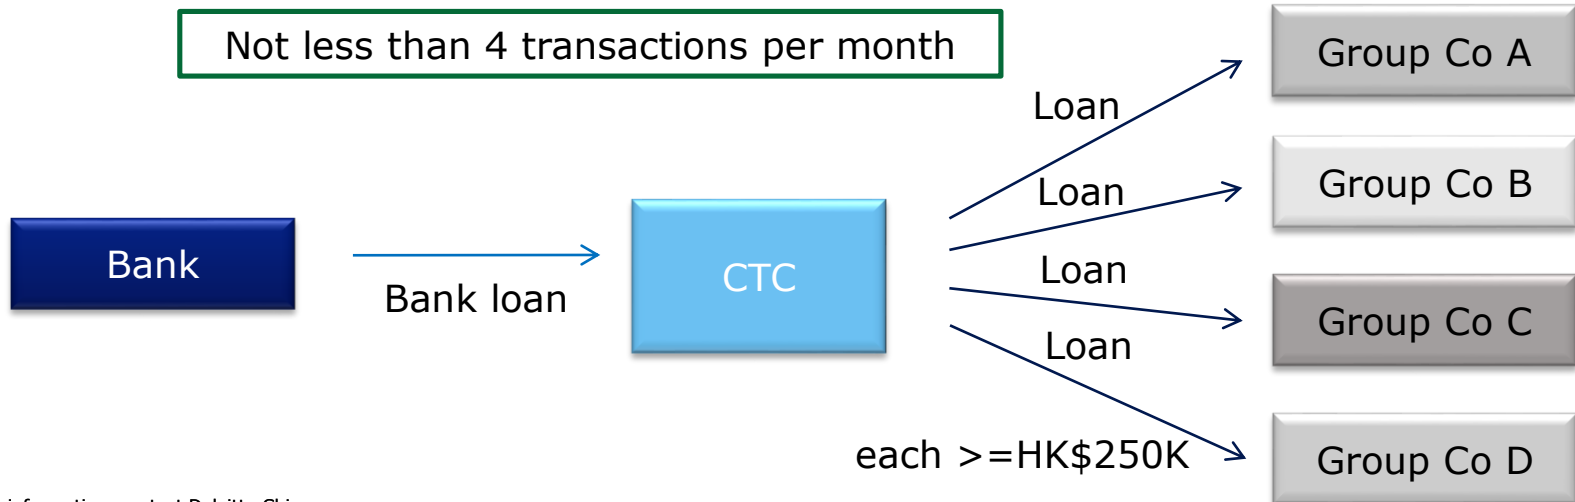 Not less than 4 transactions per month
Group Co A
Loan
Loan
Group Co B
Bank
Bank loan
CTC
Loan
Group Co C
Loan
each >=HK$250K
Group Co D